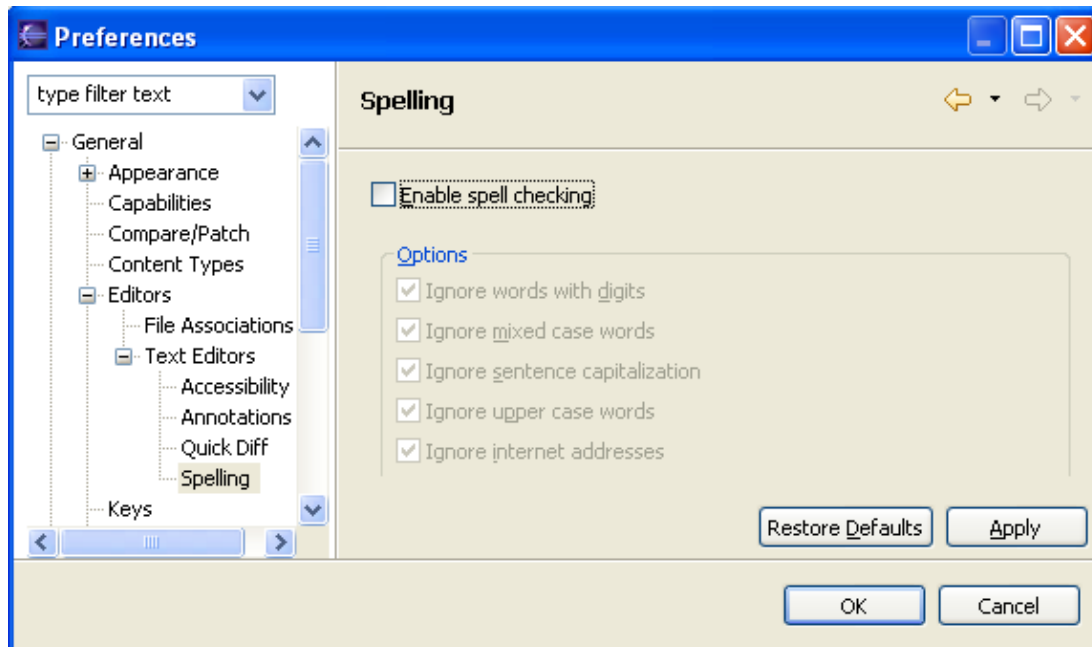 Preferences
type filter text
General
Appearance
Capabilities
Compare/Patch
Content Types
Editors
File Associations
Text Editors
Accessibility
Annotations
Quick Diff
Spelling
Keys
Spelling
Enable spell checking
Options
Ignore words with digits
Ignore mixed case words
Ignore sentence capitalization
Ignore upper case words
Ignore internet addresses
Restore Defaults
Apply
OK
Cancel